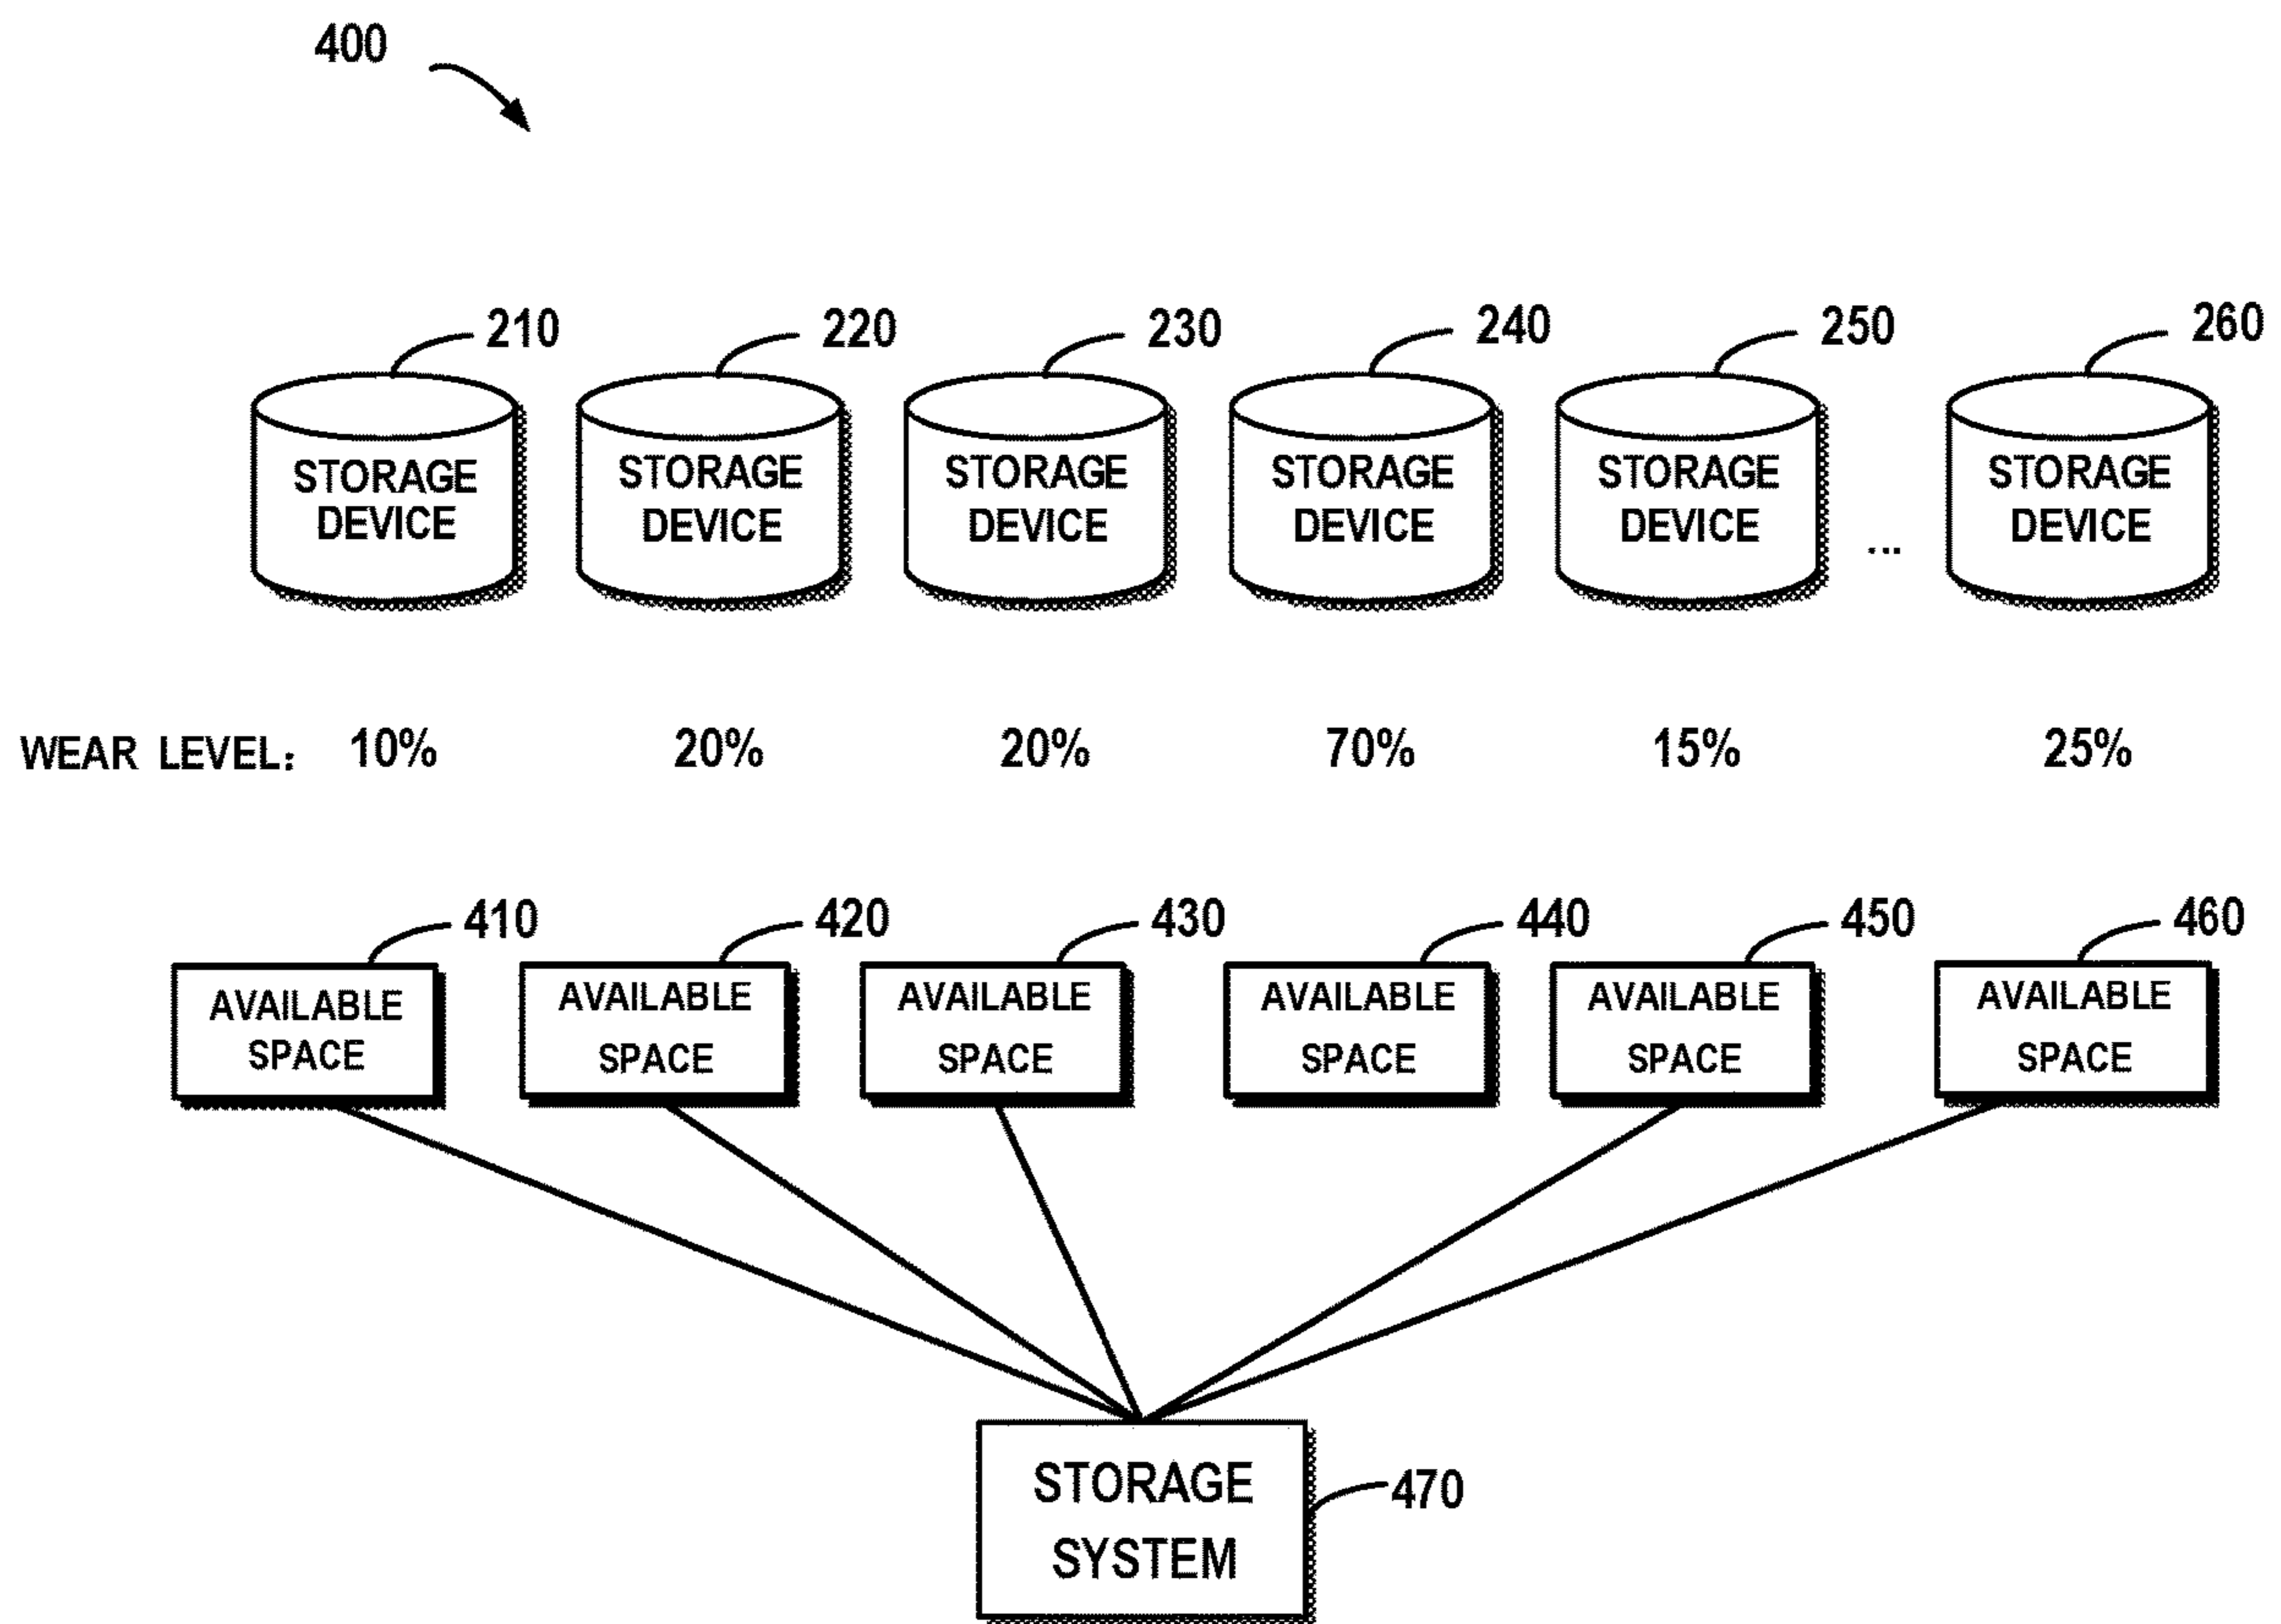 400
210 220 230 240 250 260
STORAGE STORAGE STORAGE STORAGE STORAGE STORAGE
DEVICE DEVICE DEVICE DEVICE DEVICE ... DEVICE
WEAR LEVEL: 10% 20% 20% 70% 15% 25%
410 420 430 440 450 460
AVAILABLE AVAILABLE AVAILABLE AVAILABLE AVAILABLE AVAILABLE
SPACE SPACE SPACE SPACE SPACE SPACE
STORAGE 470
SYSTEM